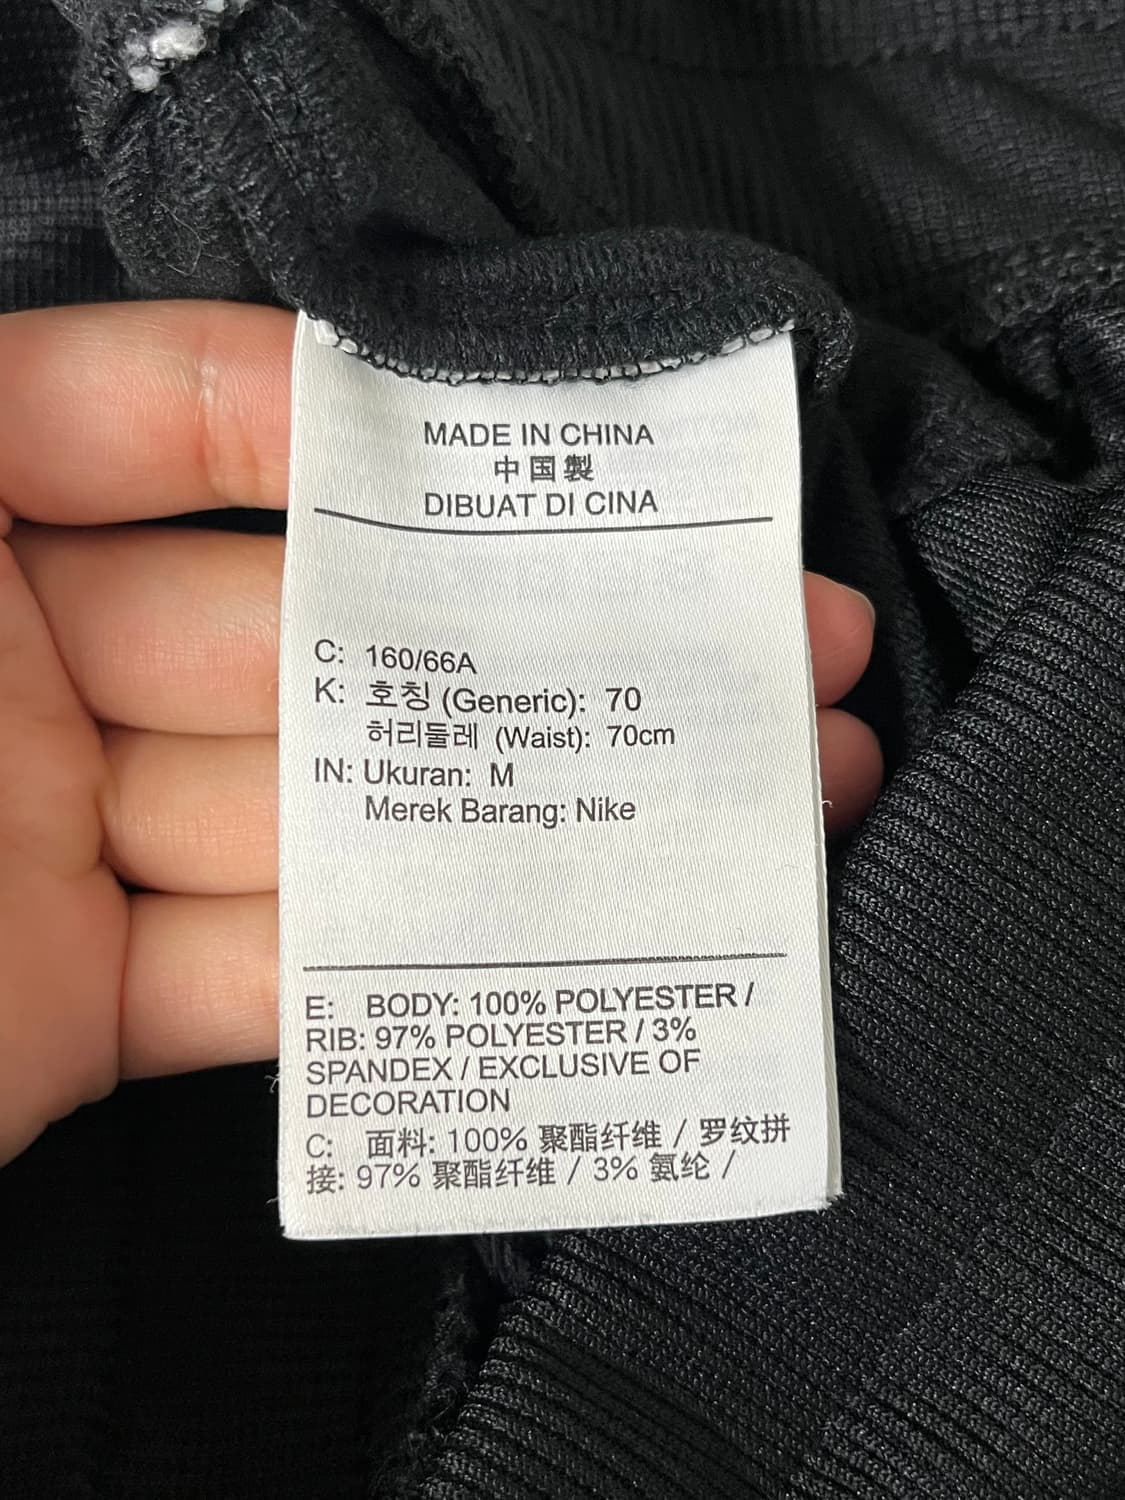 MADE IN CHINA
中国製
DIBUAT DI CINA
C: 160/66A
K: 호칭 (Generic): 70
허리둘레 (Waist): 70cm
IN: Ukuran: M
Merek Barang: Nike
E: BODY: 100% POLYESTER /
RIB: 97% POLYESTER / 3%
SPANDEX / EXCLUSIVE OF
DECORATION
C: 面料: 100% 聚酯纤维 / 罗纹拼
接: 97% 聚酯纤维 / 3% 氨纶 /